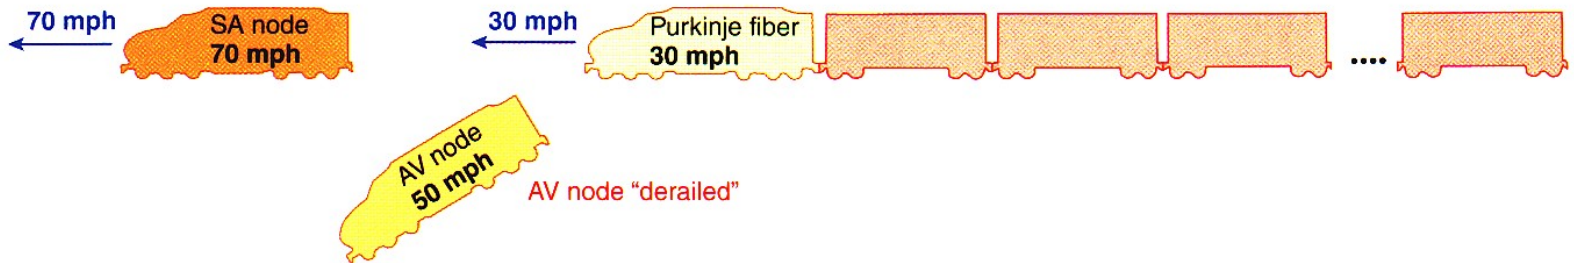 70 mph
SA node
70 mph
30 mph
Purkinje fiber
30 mph
....
AV node
50 mph
AV node “derailed”